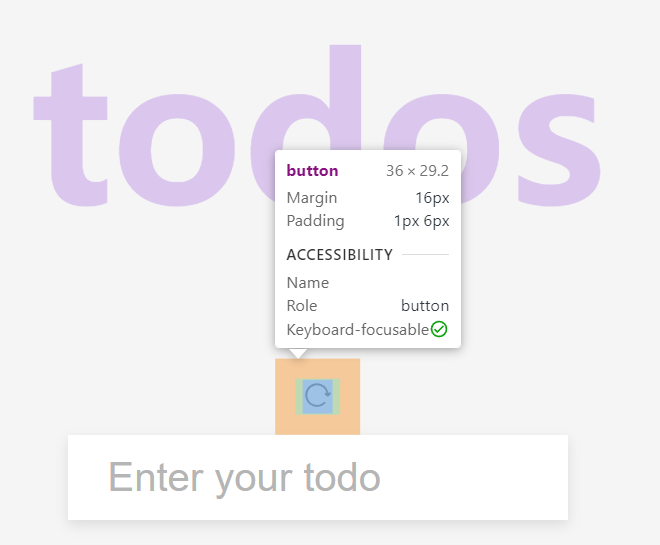 todos
button 36 × 29.2
Margin 16px
Padding 1px 6px
ACCESSIBILITY
Name
Role button
Keyboard-focusable
Enter your todo